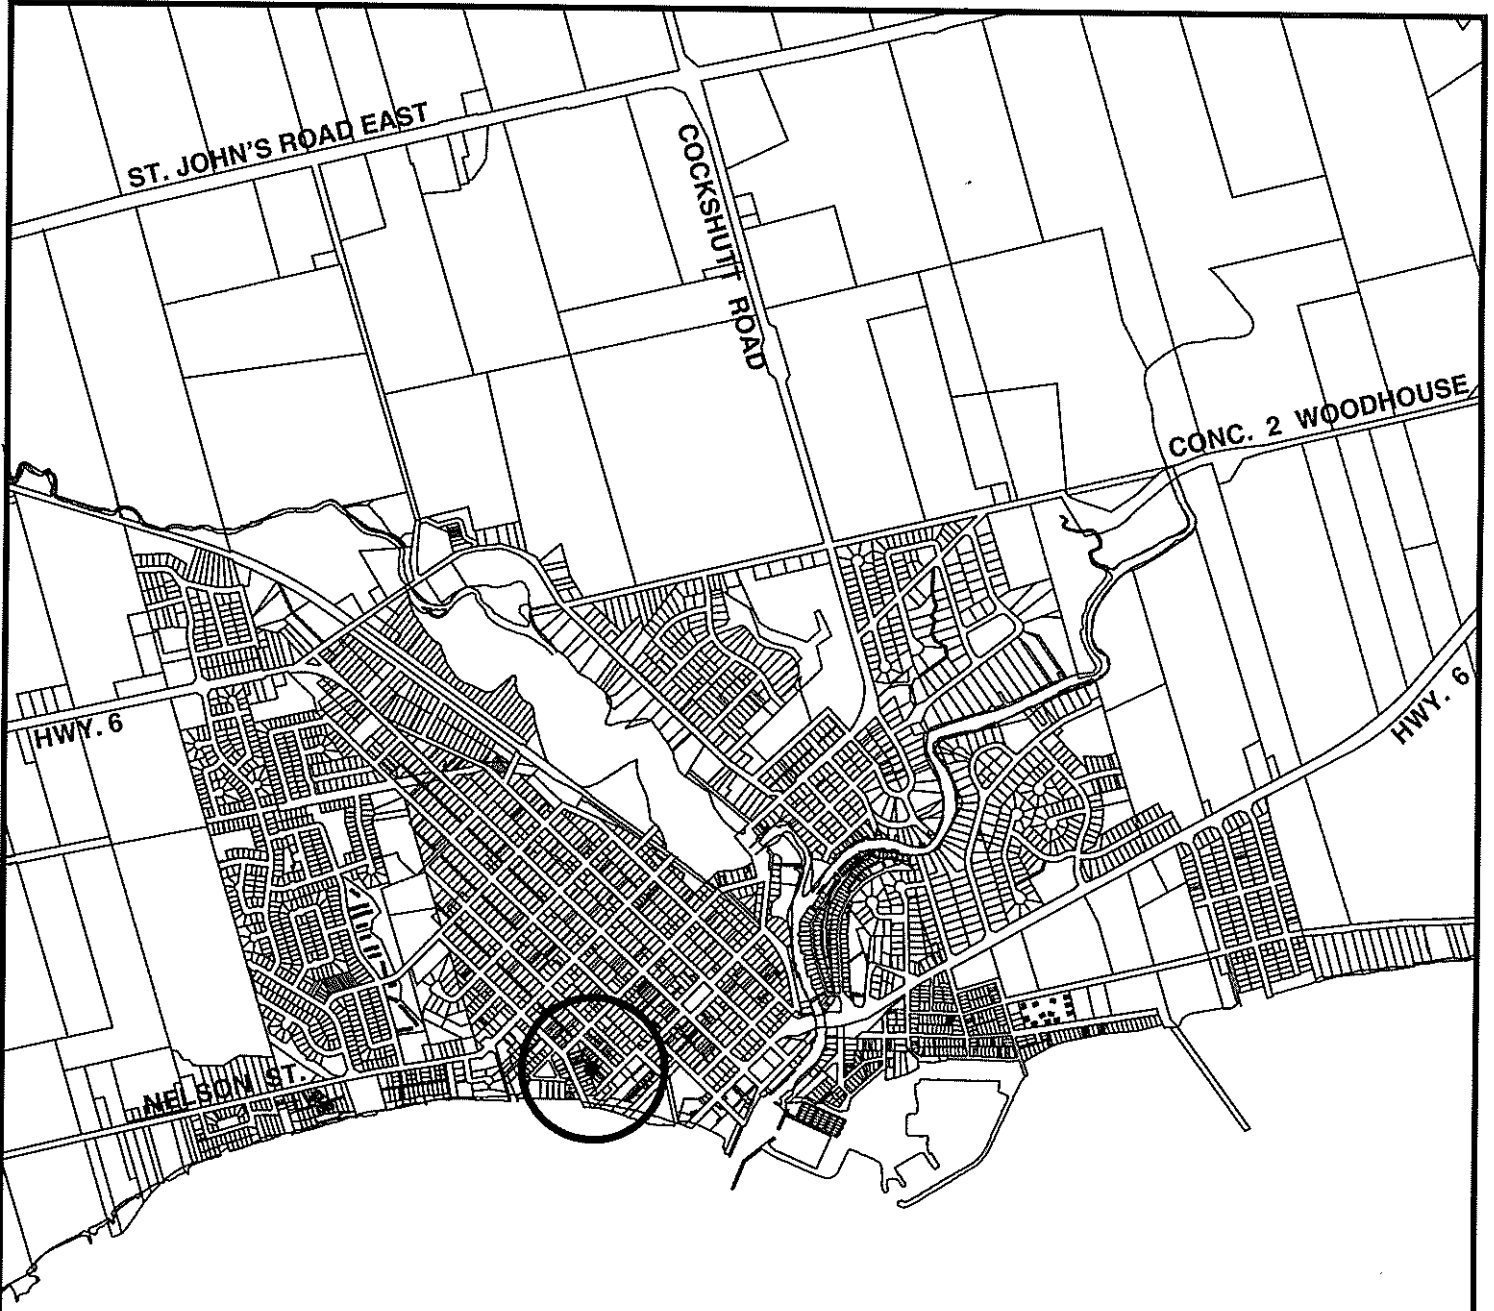 ST. JOHN'S ROAD EAST
COCKSHUTT ROAD
CONC. 2 WOODHOUSE
HWY. 6
HWY. 6
NELSON ST.